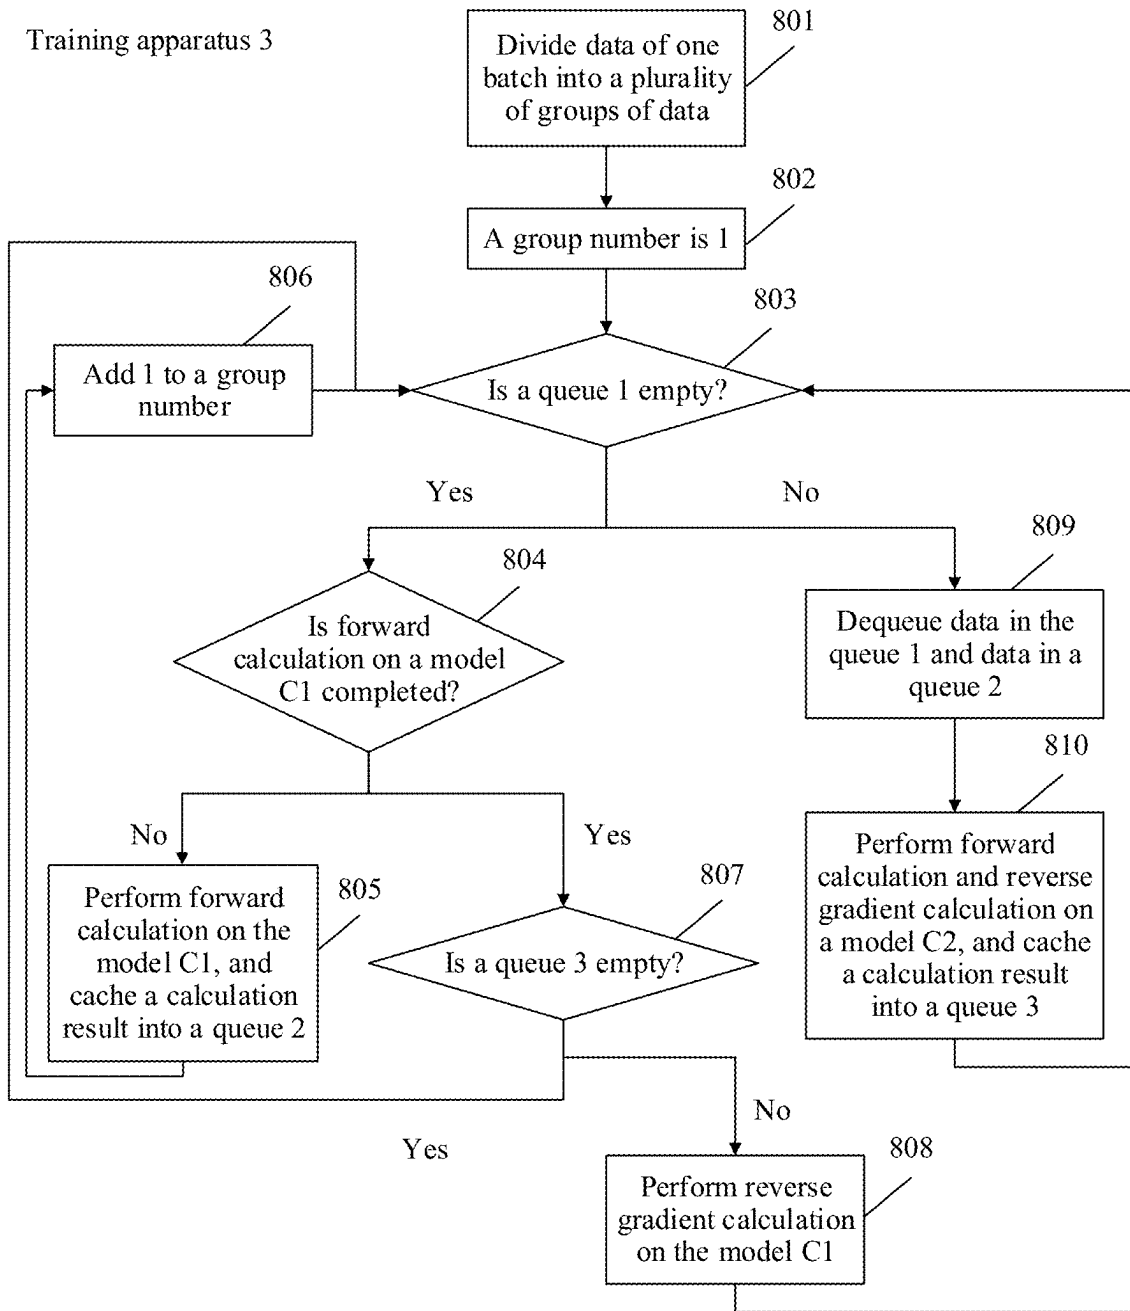 Training apparatus 3
801
Divide data of one
batch into a plurality
of groups of data
802
A group number is 1
806
803
Add 1 to a group
number
Is a queue 1 empty?
Yes
No
804
809
Is forward
calculation on a model
C1 completed?
Dequeue data in the
queue 1 and data in a
queue 2
810
No
Yes
805
807
Perform forward
calculation on the
model C1, and
cache a calculation
result into a queue 2
Is a queue 3 empty?
Perform forward
calculation and reverse
gradient calculation on
a model C2, and cache
a calculation result
into a queue 3
No
Yes
808
Perform reverse
gradient calculation
on the model C1